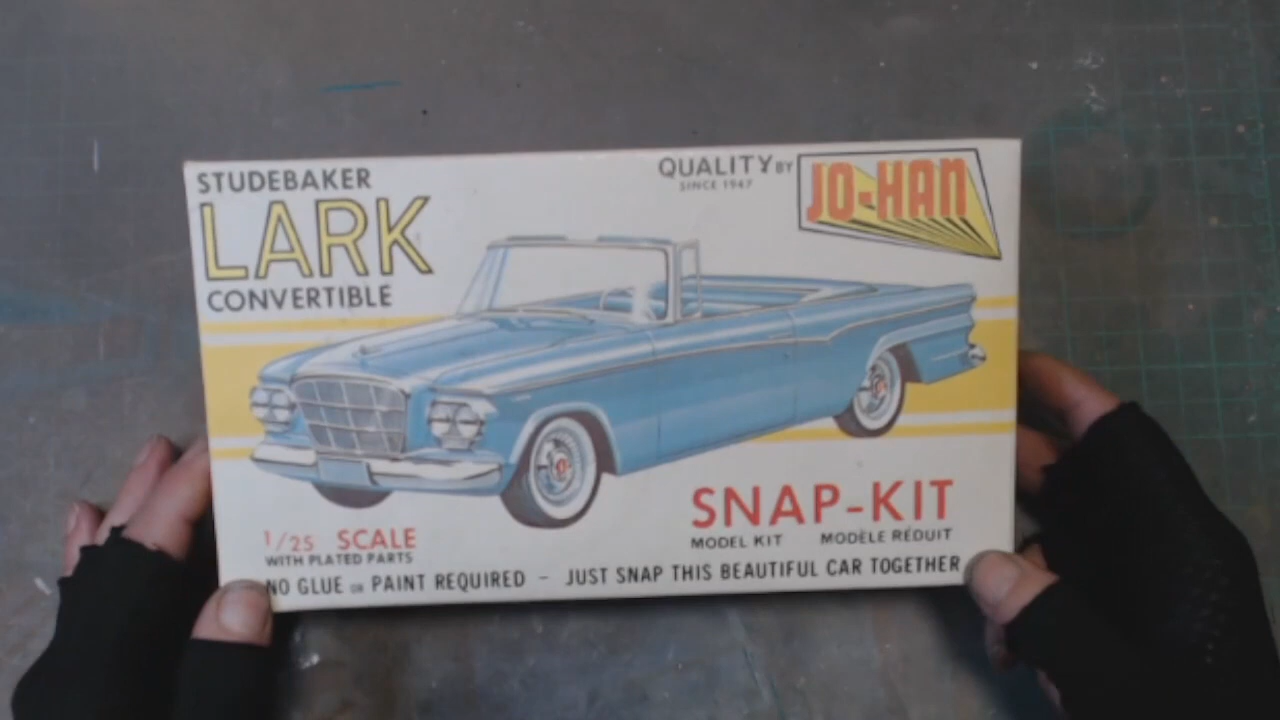 STUDEBAKER
LARK
CONVERTIBLE
QUALITY BY
SINCE 1947
JO-HAN
1/25 SCALE
WITH PLATED PARTS
SNAP-KIT
MODEL KIT MODÈLE RÉDUIT
NO GLUE OR PAINT REQUIRED – JUST SNAP THIS BEAUTIFUL CAR TOGETHER